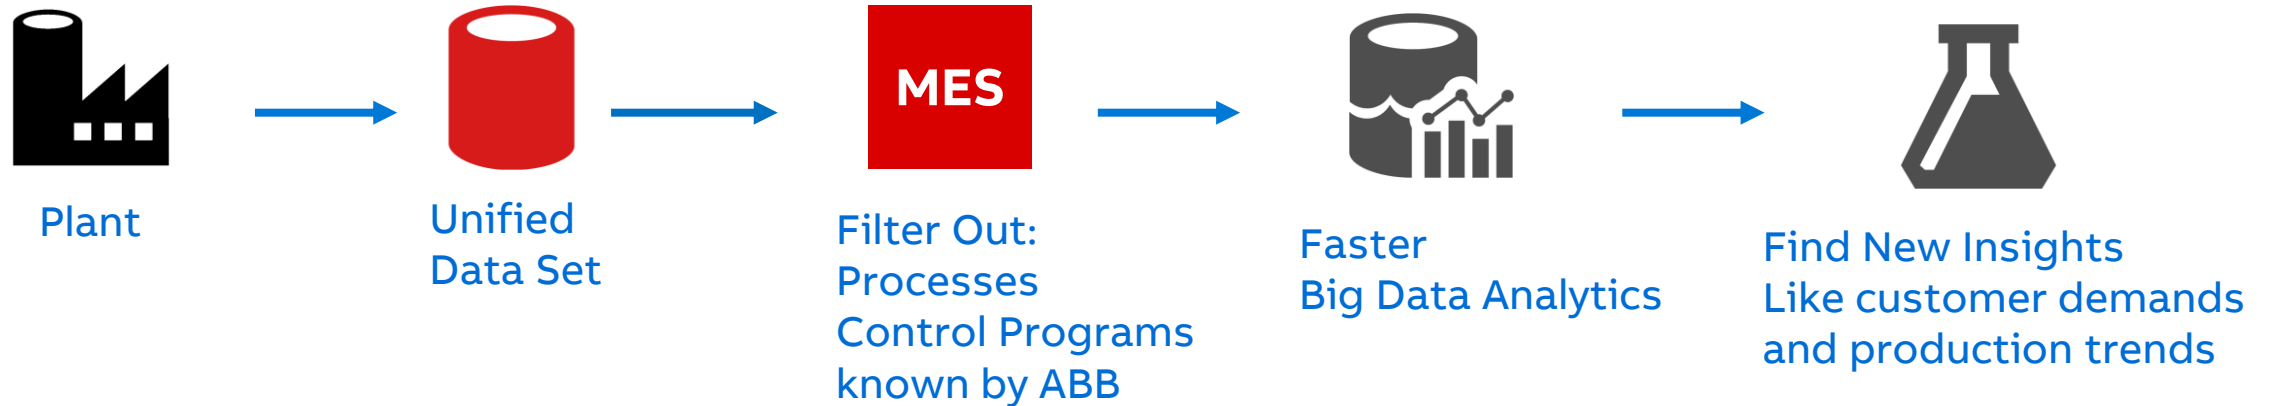 Plant
Unified
Data Set
MES
Filter Out:
Processes
Control Programs
known by ABB
Faster
Big Data Analytics
Find New Insights
Like customer demands
and production trends